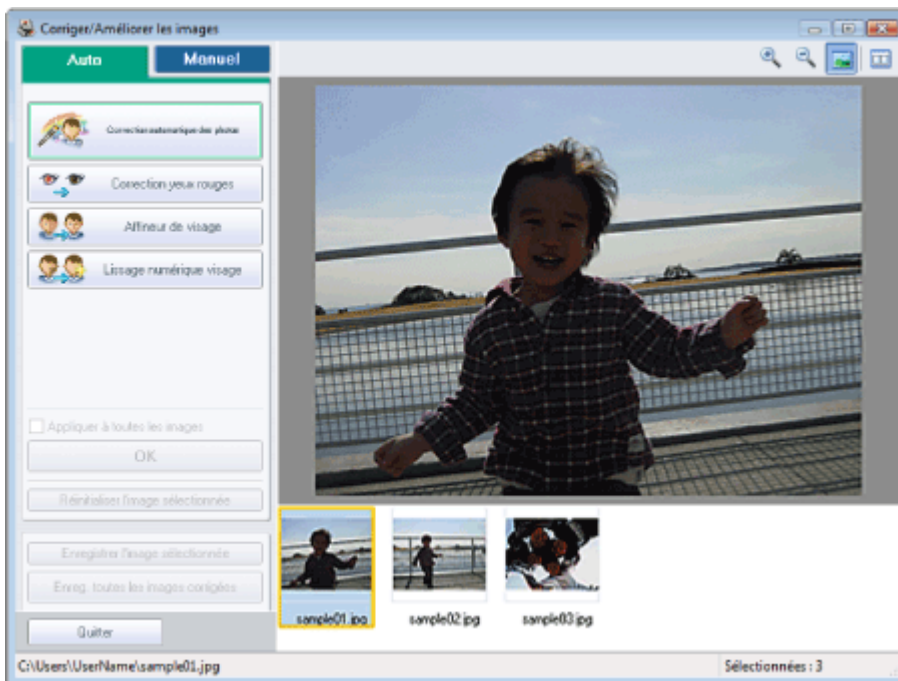 Corriger/Améliorer les images
Auto
Manuel
Correction automatique des photos
Correction yeux rouges
Affineur de visage
Lissage numérique visage
Appliquer à toutes les images
OK
Réinitialiser l'image sélectionnée
Enregistrer l'image sélectionnée
Enreg. toutes les images corrigées
Quitter
sample01.jpg
sample02.jpg
sample03.jpg
C:\Users\UserName\sample01.jpg
Sélectionnées : 3